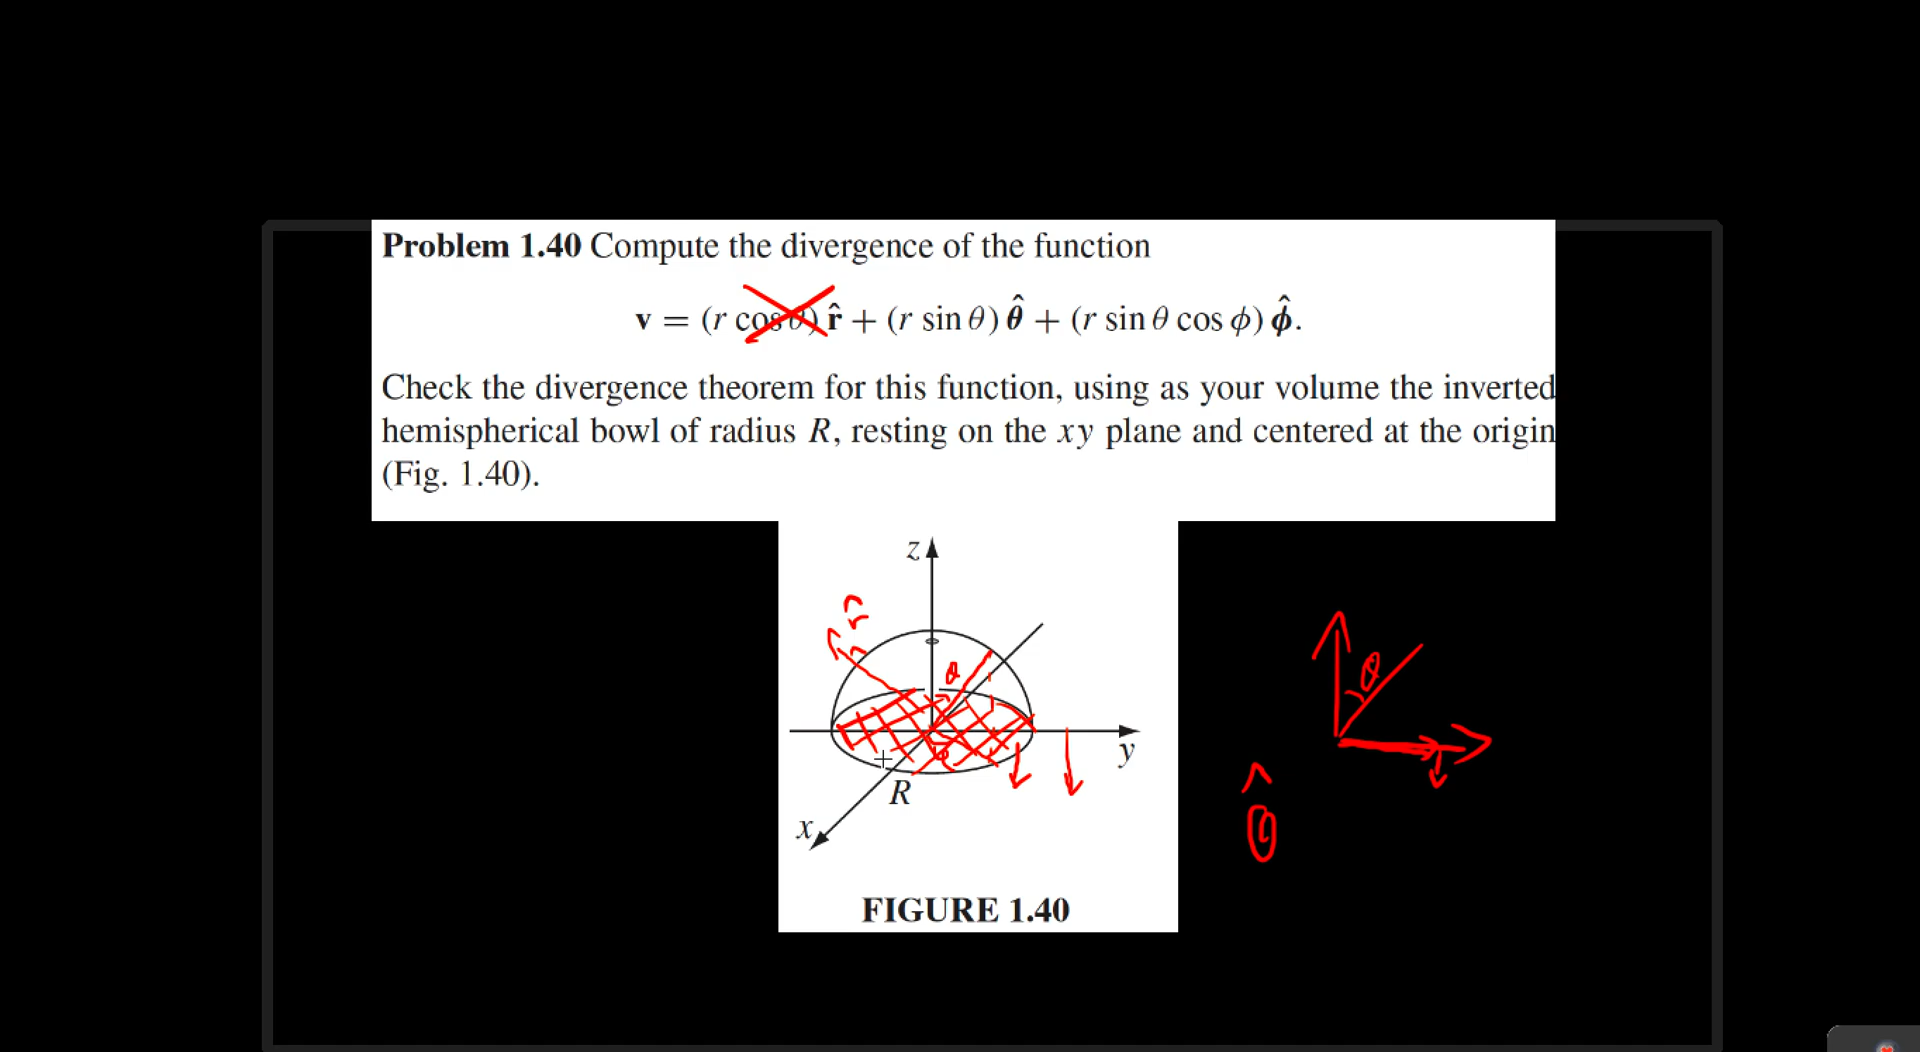 Problem 1.40 Compute the divergence of the function
v = (r cos θ) r̂ + (r sin θ) θ̂ + (r sin θ cos ϕ) ϕ̂.
Check the divergence theorem for this function, using as your volume the inverted
hemispherical bowl of radius R, resting on the xy plane and centered at the origin
(Fig. 1.40).
z
r̂
θ
θ
y
R
θ̂
x
FIGURE 1.40